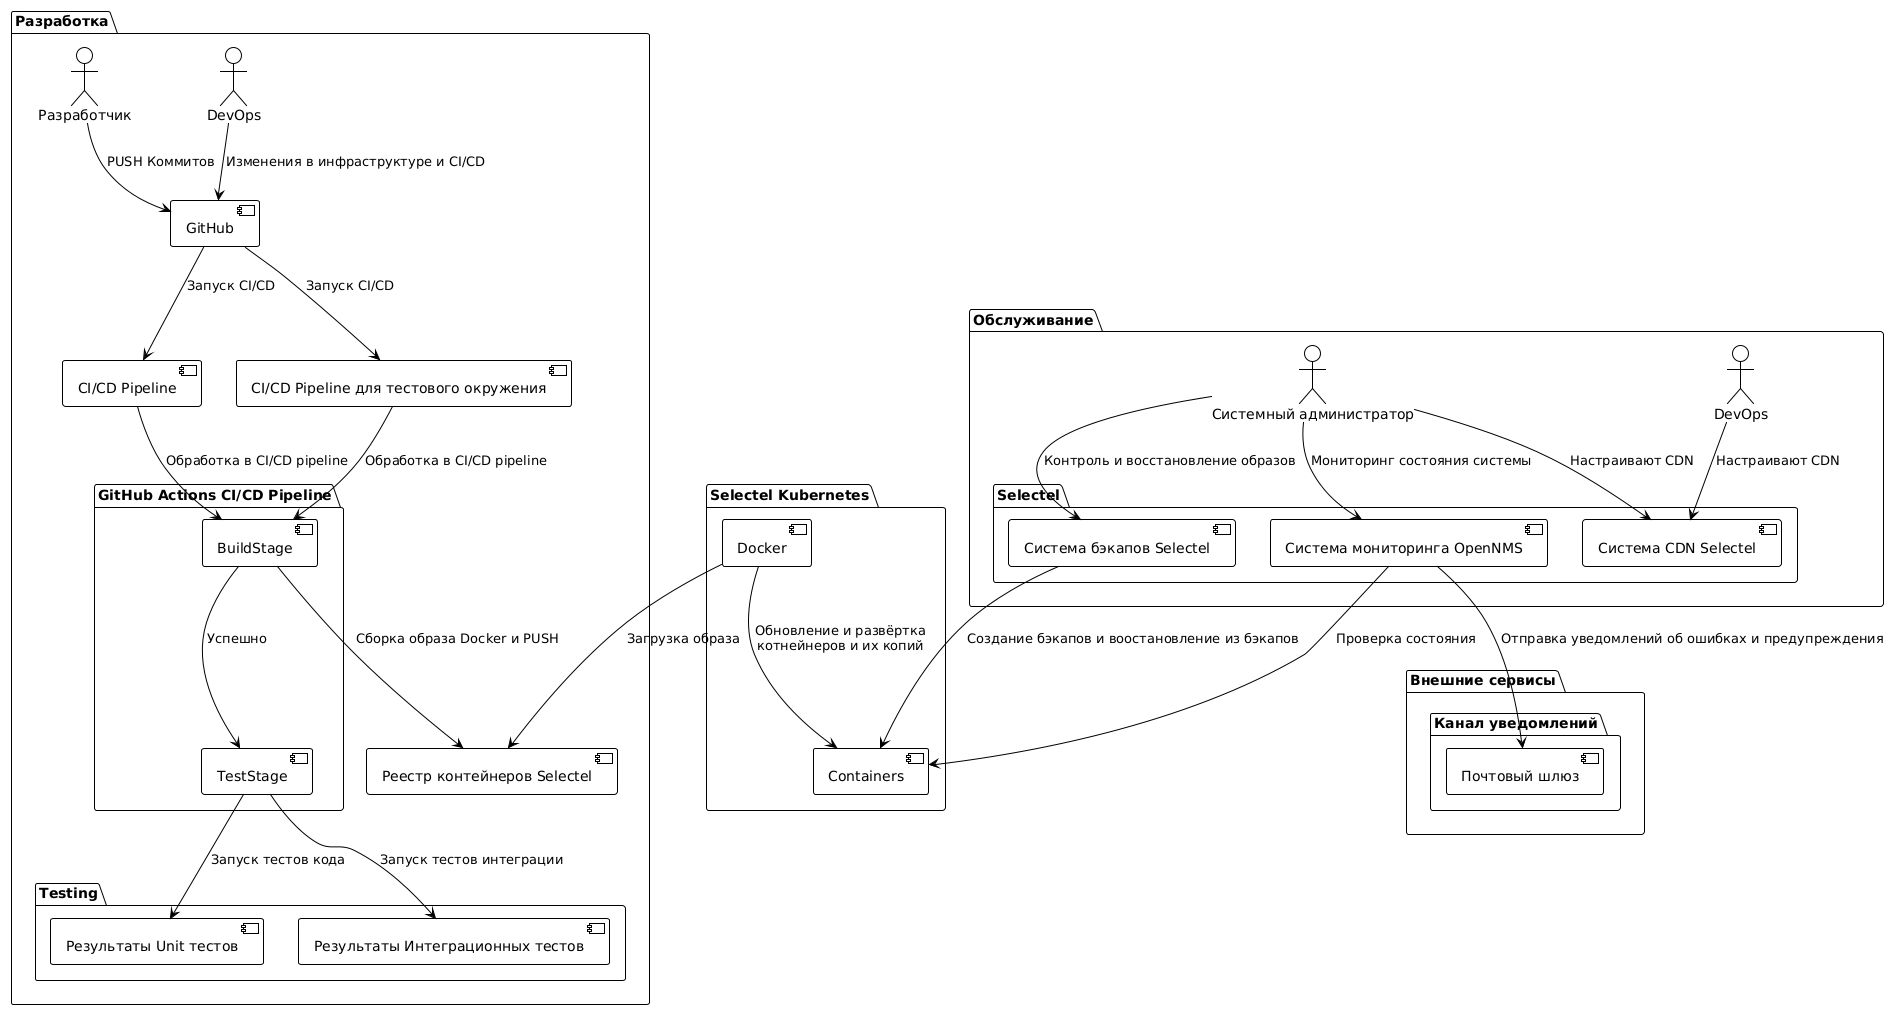 Разработка
Разработчик
DevOps
PUSH Коммитов
Изменения в инфраструктуре и CI/CD
GitHub
Запуск CI/CD
Запуск CI/CD
CI/CD Pipeline
CI/CD Pipeline для тестового окружения
Обработка в CI/CD pipeline
Обработка в CI/CD pipeline
GitHub Actions CI/CD Pipeline
BuildStage
Успешно
Сборка образа Docker и PUSH
TestStage
Реестр контейнеров Selectel
Запуск тестов кода
Запуск тестов интеграции
Testing
Результаты Unit тестов
Результаты Интеграционных тестов
Selectel Kubernetes
Docker
Загрузка образа
Обновление и развёртка
котнейнеров и их копий
Containers
Обслуживание
Системный администратор
DevOps
Контроль и восстановление образов
Мониторинг состояния системы
Настраивают CDN
Настраивают CDN
Selectel
Система бэкапов Selectel
Система мониторинга OpenNMS
Система CDN Selectel
Создание бэкапов и воостановление из бэкапов
Проверка состояния
Отправка уведомлений об ошибках и предупреждения
Внешние сервисы
Канал уведомлений
Почтовый шлюз